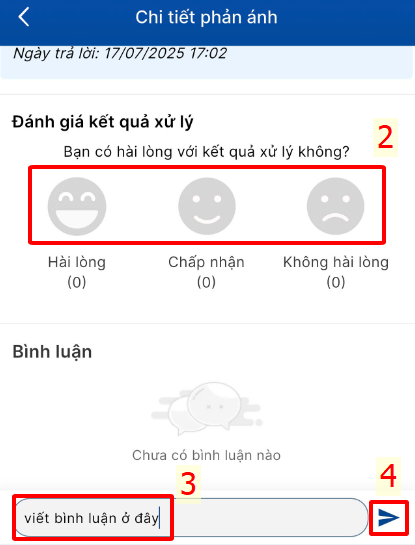 Chi tiết phản ánh
Ngày trả lời: 17/07/2025 17:02
Đánh giá kết quả xử lý
2
Bạn có hài lòng với kết quả xử lý không?
Hài lòng
(0)
Chấp nhận
(0)
Không hài lòng
(0)
Bình luận
Chưa có bình luận nào
3
4
viết bình luận ở đây